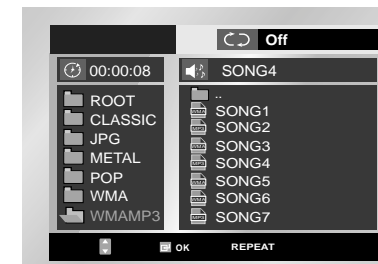 Off
00:00:08 SONG4
ROOT
CLASSIC
JPG
METAL
POP
WMA
WMAMP3
..
SONG1
SONG2
SONG3
SONG4
SONG5
SONG6
SONG7
OK REPEAT